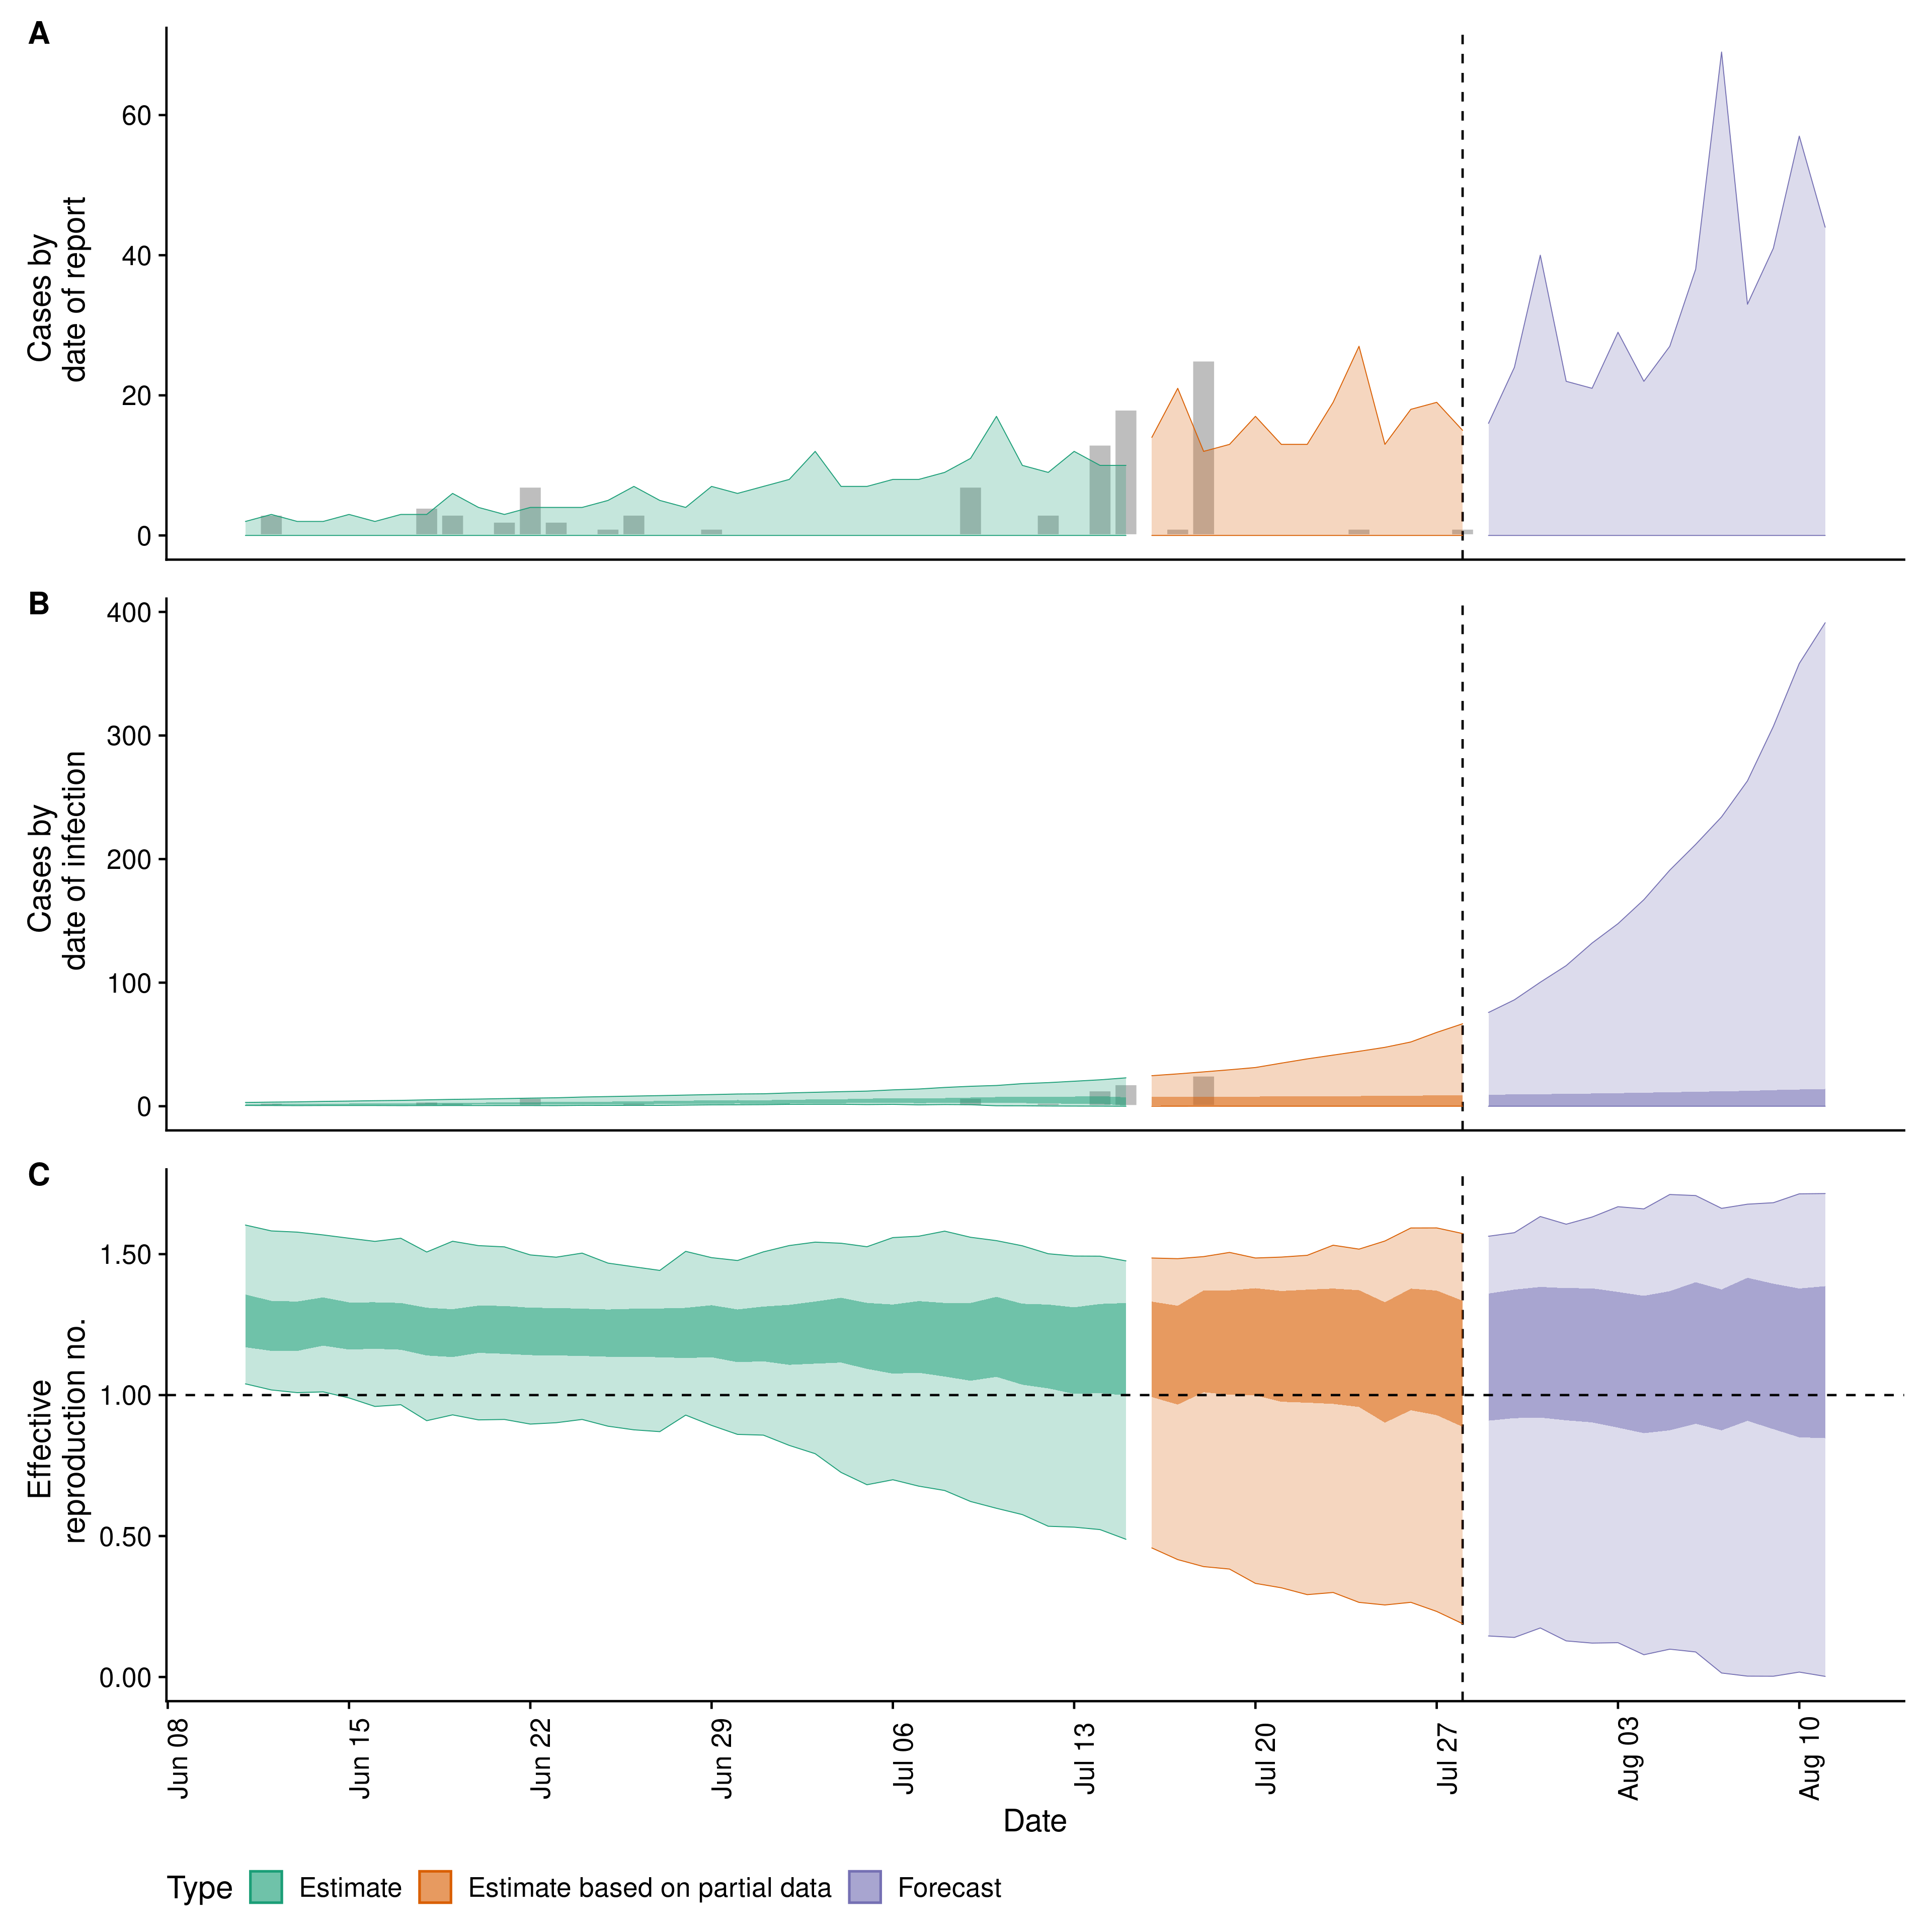 A
Cases by
date of report
60
40
20
0
B
Cases by
date of infection
400
300
200
100
0
C
Effective
reproduction no.
1.50
1.00
0.50
0.00
Jun 08
Jun 15
Jun 22
Jun 29
Jul 06
Jul 13
Jul 20
Jul 27
Aug 03
Aug 10
Date
Type Estimate Estimate based on partial data Forecast